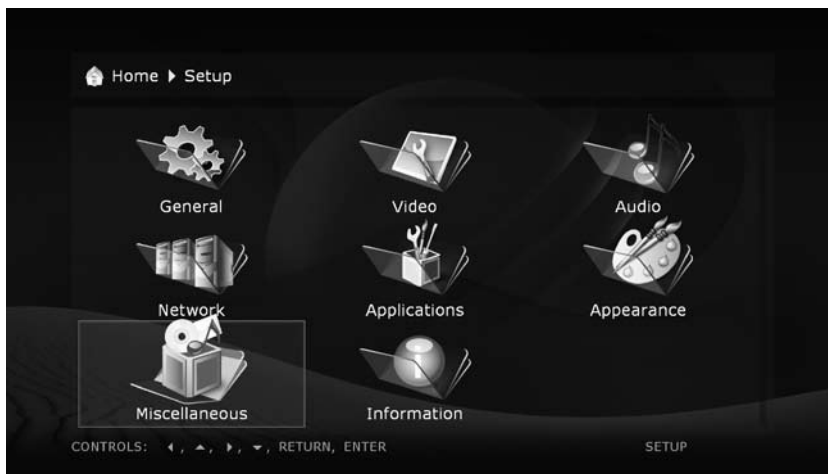 Home ▶ Setup
General Video Audio
Network Applications Appearance
Miscellaneous Information
CONTROLS: ◀, ▲, ▶, ▼, RETURN, ENTER SETUP